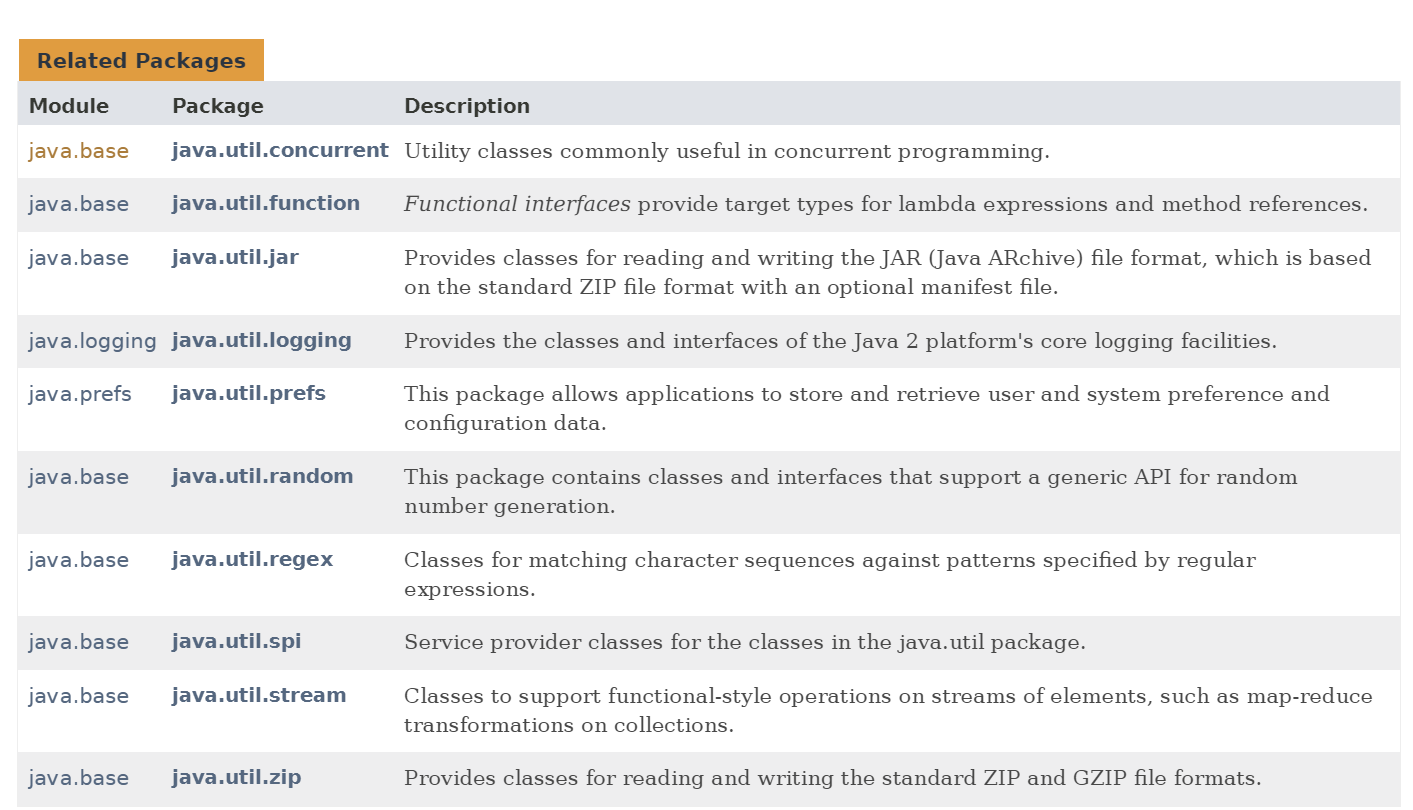 Related Packages
Module Package Description
java.base java.util.concurrent Utility classes commonly useful in concurrent programming.
java.base java.util.function Functional interfaces provide target types for lambda expressions and method references.
java.base java.util.jar Provides classes for reading and writing the JAR (Java ARchive) file format, which is based
on the standard ZIP file format with an optional manifest file.
java.logging java.util.logging Provides the classes and interfaces of the Java 2 platform's core logging facilities.
java.prefs java.util.prefs This package allows applications to store and retrieve user and system preference and
configuration data.
java.base java.util.random This package contains classes and interfaces that support a generic API for random
number generation.
java.base java.util.regex Classes for matching character sequences against patterns specified by regular
expressions.
java.base java.util.spi Service provider classes for the classes in the java.util package.
java.base java.util.stream Classes to support functional-style operations on streams of elements, such as map-reduce
transformations on collections.
java.base java.util.zip Provides classes for reading and writing the standard ZIP and GZIP file formats.